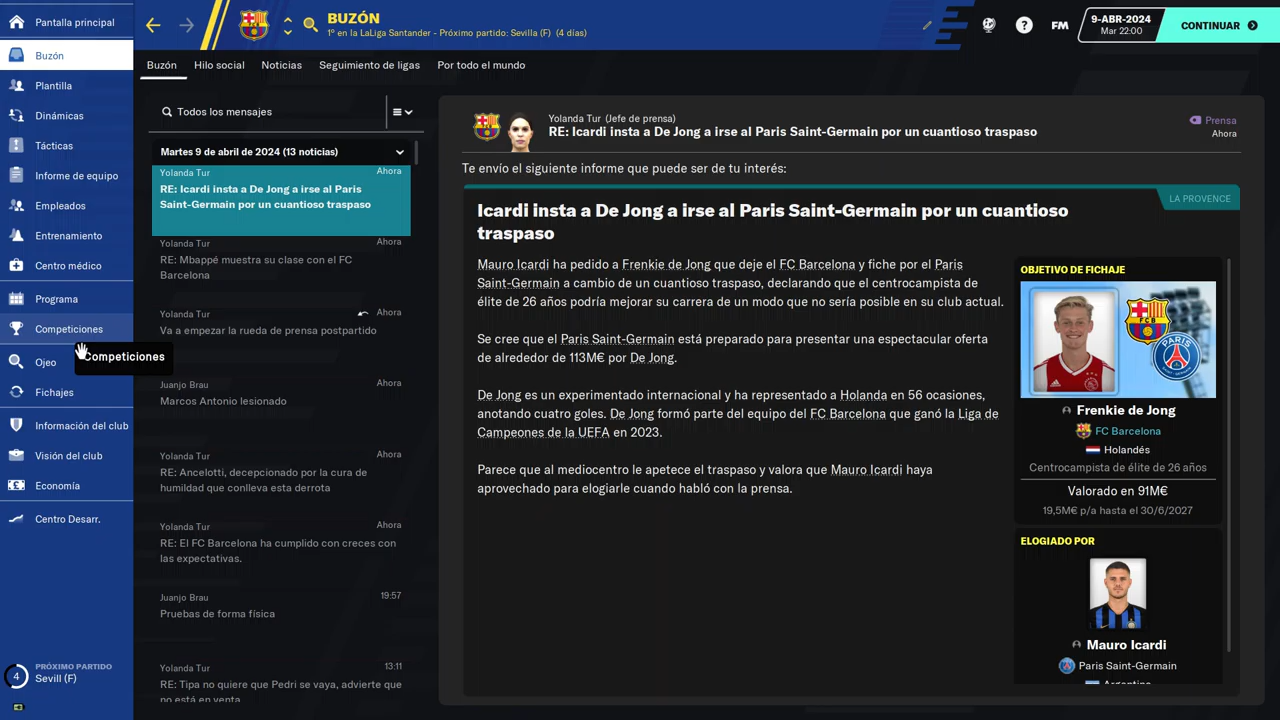 Pantalla principal
Buzón
Plantilla
Dinámicas
Tácticas
Informe de equipo
Empleados
Entrenamiento
Centro médico
Programa
Competiciones
Competiciones
Ojeo
Fichajes
Información del club
Visión del club
Economía
Centro Desarr.
4
PRÓXIMO PARTIDO
Sevill (F)
BUZÓN
1º en la LaLiga Santander - Próximo partido: Sevilla (F) (4 días)
FM
9-ABR-2024
Mar 22:00
CONTINUAR
Buzón
Hilo social
Noticias
Seguimiento de ligas
Por todo el mundo
Todos los mensajes
Martes 9 de abril de 2024 (13 noticias)
Yolanda Tur Ahora
RE: Icardi insta a De Jong a irse al Paris
Saint-Germain por un cuantioso traspaso
Yolanda Tur Ahora
RE: Mbappé muestra su clase con el FC
Barcelona
Yolanda Tur Ahora
Va a empezar la rueda de prensa postpartido
Juanjo Brau Ahora
Marcos Antonio lesionado
Yolanda Tur Ahora
RE: Ancelotti, decepcionado por la cura de
humildad que conlleva esta derrota
Yolanda Tur Ahora
RE: El FC Barcelona ha cumplido con creces con
las expectativas.
Juanjo Brau 19:57
Pruebas de forma física
Yolanda Tur 13:11
RE: Tipa no quiere que Pedri se vaya, advierte que
no está en venta
Yolanda Tur (Jefe de prensa)
RE: Icardi insta a De Jong a irse al Paris Saint-Germain por un cuantioso traspaso
Prensa
Ahora
Te envío el siguiente informe que puede ser de tu interés:
LA PROVENCE
Icardi insta a De Jong a irse al Paris Saint-Germain por un cuantioso
traspaso
Mauro Icardi ha pedido a Frenkie de Jong que deje el FC Barcelona y fiche por el Paris
Saint-Germain a cambio de un cuantioso traspaso, declarando que el centrocampista de
élite de 26 años podría mejorar su carrera de un modo que no sería posible en su club actual.
Se cree que el Paris Saint-Germain está preparado para presentar una espectacular oferta
de alrededor de 113M€ por De Jong.
De Jong es un experimentado internacional y ha representado a Holanda en 56 ocasiones,
anotando cuatro goles. De Jong formó parte del equipo del FC Barcelona que ganó la Liga de
Campeones de la UEFA en 2023.
Parece que al mediocentro le apetece el traspaso y valora que Mauro Icardi haya
aprovechado para elogiarle cuando habló con la prensa.
OBJETIVO DE FICHAJE
Frenkie de Jong
FC Barcelona
Holandés
Centrocampista de élite de 26 años
Valorado en 91M€
19,5M€ p/a hasta el 30/6/2027
ELOGIADO POR
Mauro Icardi
Paris Saint-Germain
Argentino